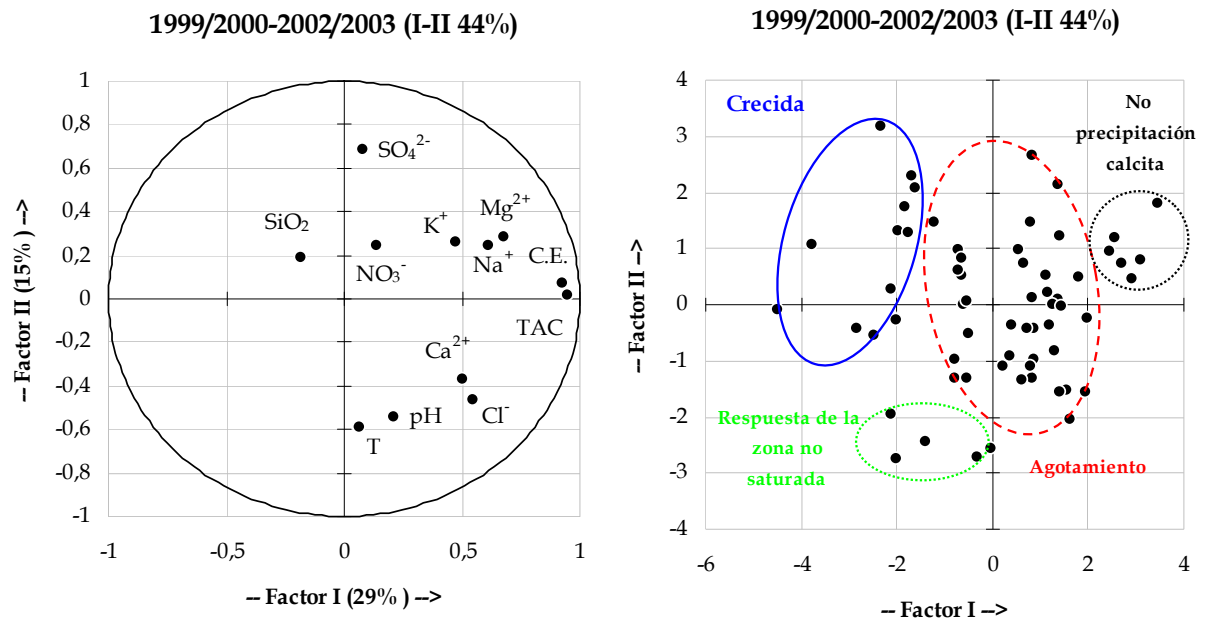 1999/2000-2002/2003 (I-II 44%)
-- Factor II (15%) -->
1
0,8
0,6
0,4
0,2
0
-0,2
-0,4
-0,6
-0,8
-1
-1
-0,5
0
0,5
1
-- Factor I (29%) -->
SO₄²⁻
SiO₂
K⁺
Mg²⁺
NO₃⁻
Na⁺
C.E.
TAC
Ca²⁺
pH
Cl⁻
T
1999/2000-2002/2003 (I-II 44%)
-- Factor II -->
4
3
2
1
0
-1
-2
-3
-4
-6
-4
-2
0
2
4
-- Factor I -->
Crecida
No
precipitación
calcita
Respuesta de la
zona no
saturada
Agotamiento